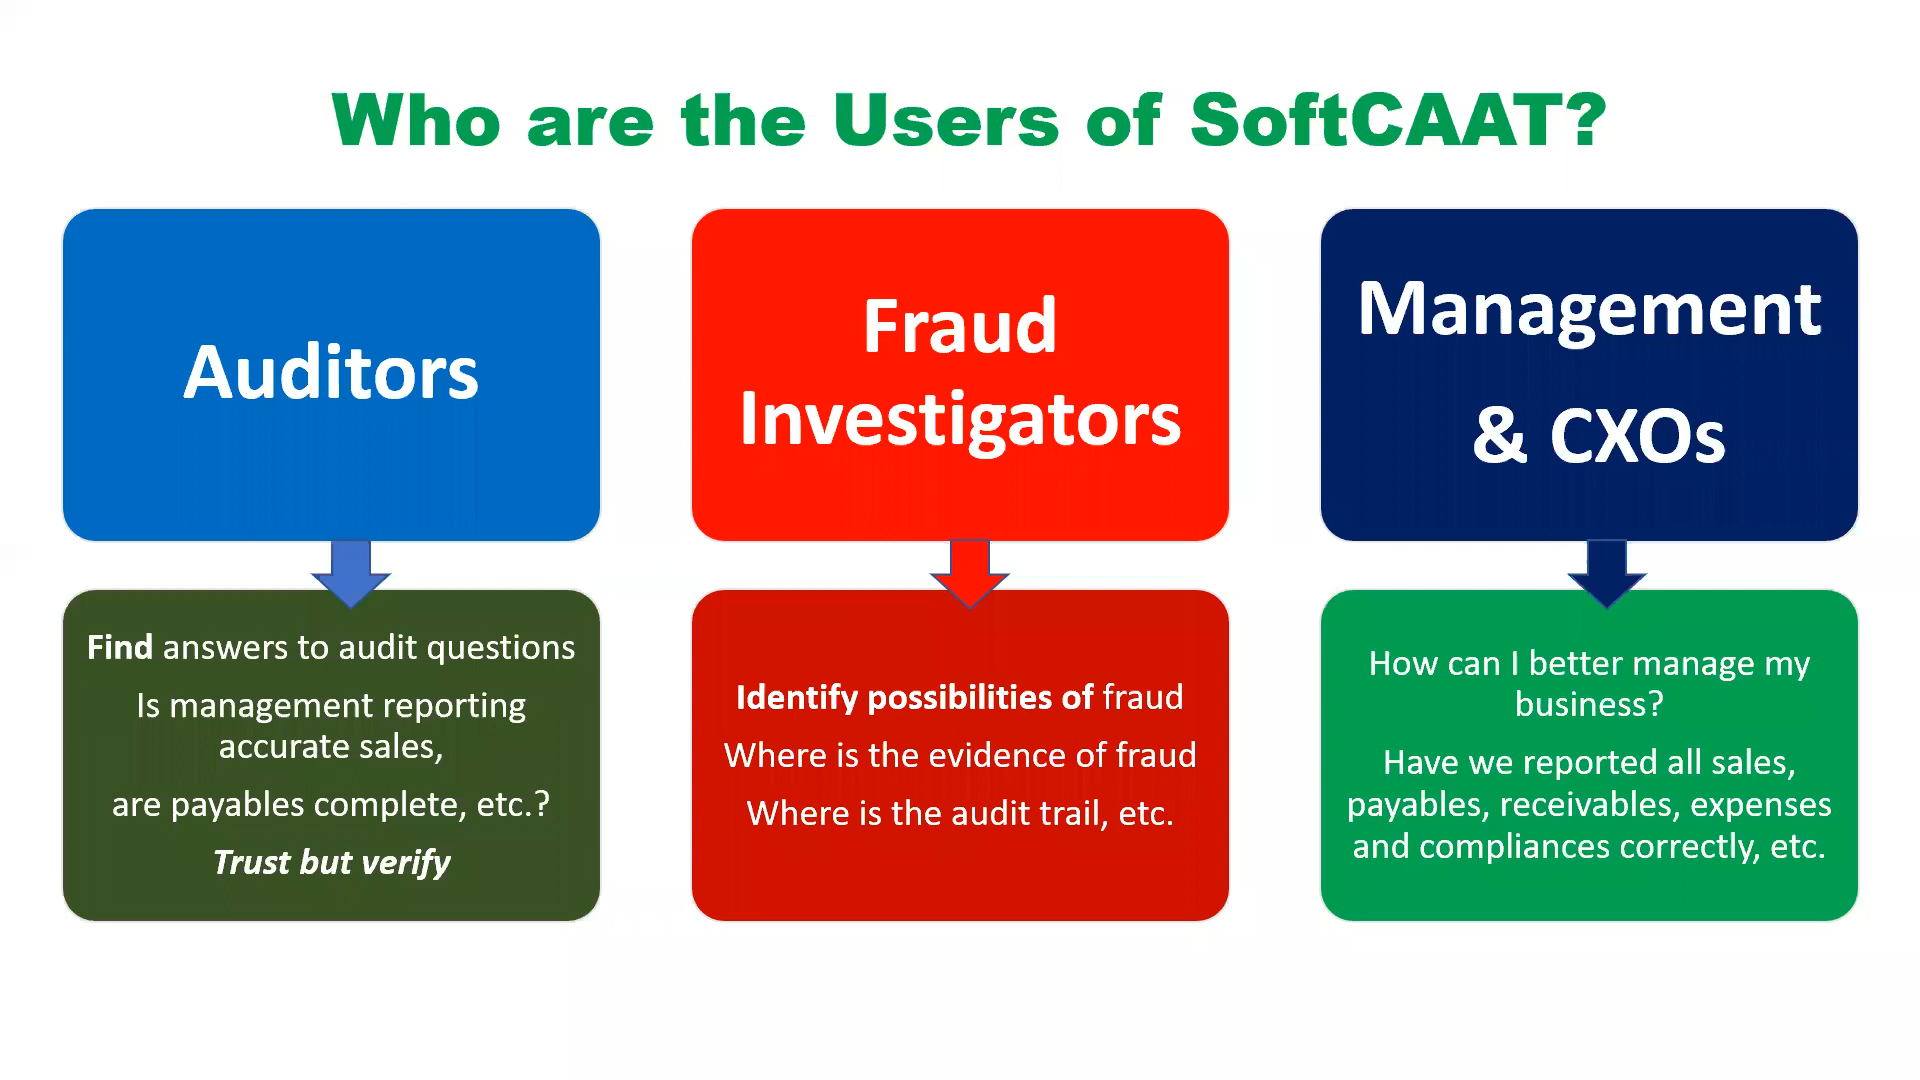 Who are the Users of SoftCAAT?
Auditors
Find answers to audit questions
Is management reporting
accurate sales,
are payables complete, etc.?
Trust but verify
Fraud
Investigators
Identify possibilities of fraud
Where is the evidence of fraud
Where is the audit trail, etc.
Management
& CXOs
How can I better manage my
business?
Have we reported all sales,
payables, receivables, expenses
and compliances correctly, etc.